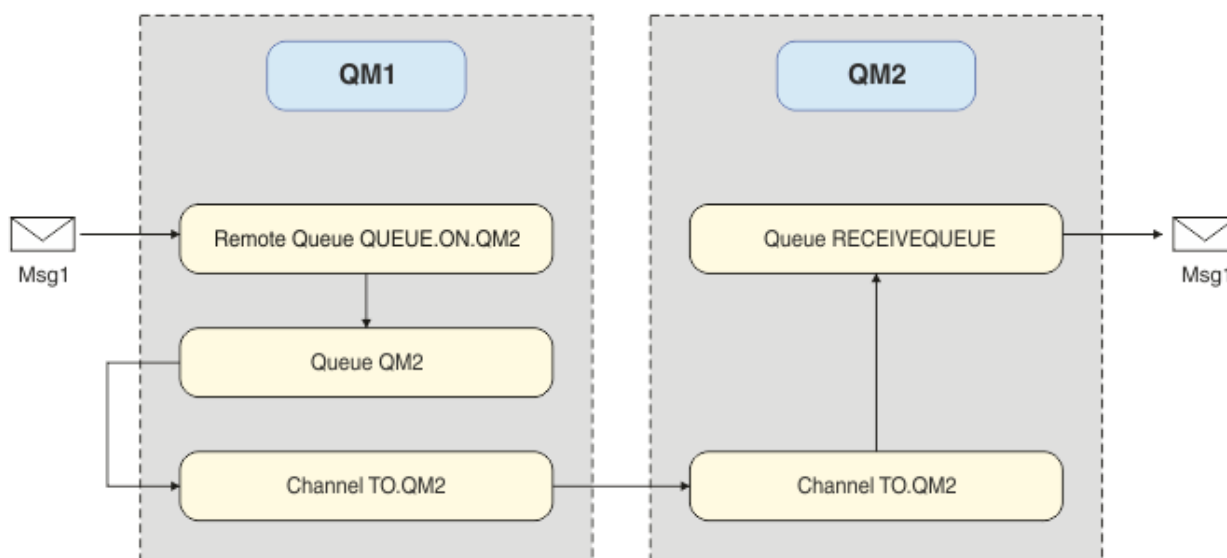 QM1
QM2
Remote Queue QUEUE.ON.QM2
Queue RECEIVEQUEUE
Msg1
Msg1
Queue QM2
Channel TO.QM2
Channel TO.QM2